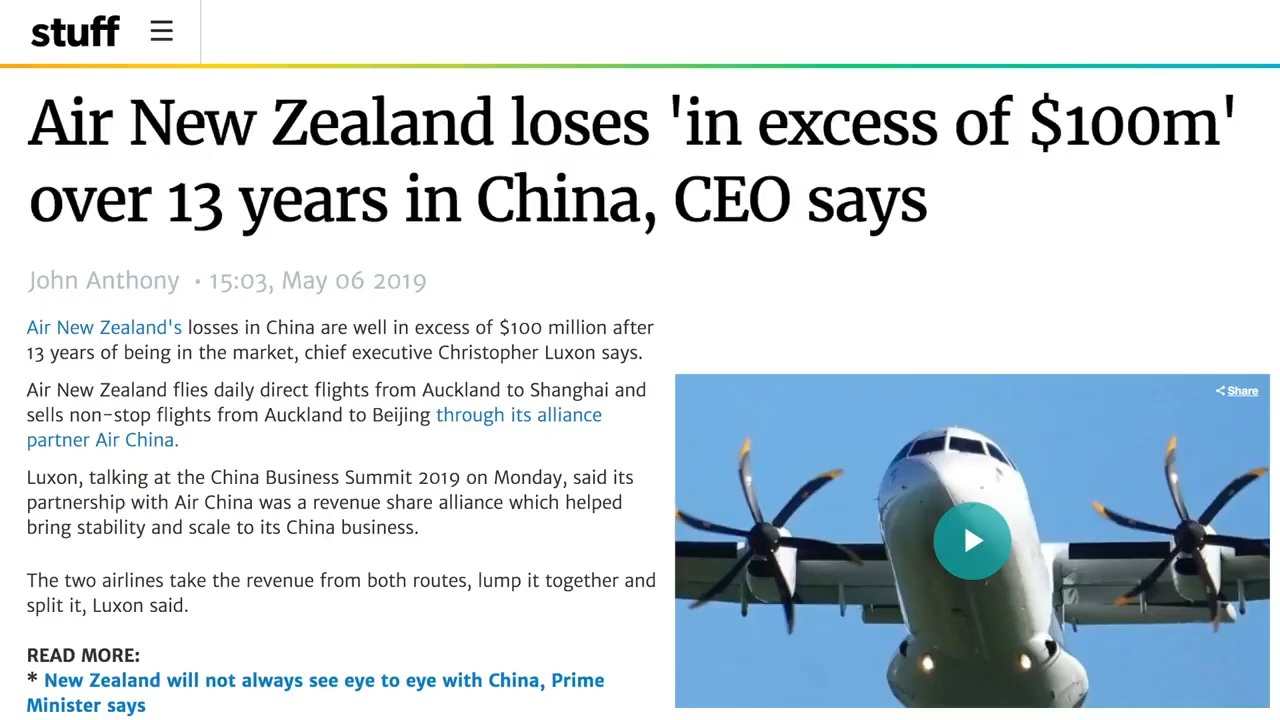 stuff
Air New Zealand loses 'in excess of $100m'
over 13 years in China, CEO says
John Anthony • 15:03, May 06 2019
Air New Zealand's losses in China are well in excess of $100 million after
13 years of being in the market, chief executive Christopher Luxon says.
Air New Zealand flies daily direct flights from Auckland to Shanghai and
sells non-stop flights from Auckland to Beijing through its alliance
partner Air China.
Luxon, talking at the China Business Summit 2019 on Monday, said its
partnership with Air China was a revenue share alliance which helped
bring stability and scale to its China business.
The two airlines take the revenue from both routes, lump it together and
split it, Luxon said.
READ MORE:
* New Zealand will not always see eye to eye with China, Prime
Minister says
Share